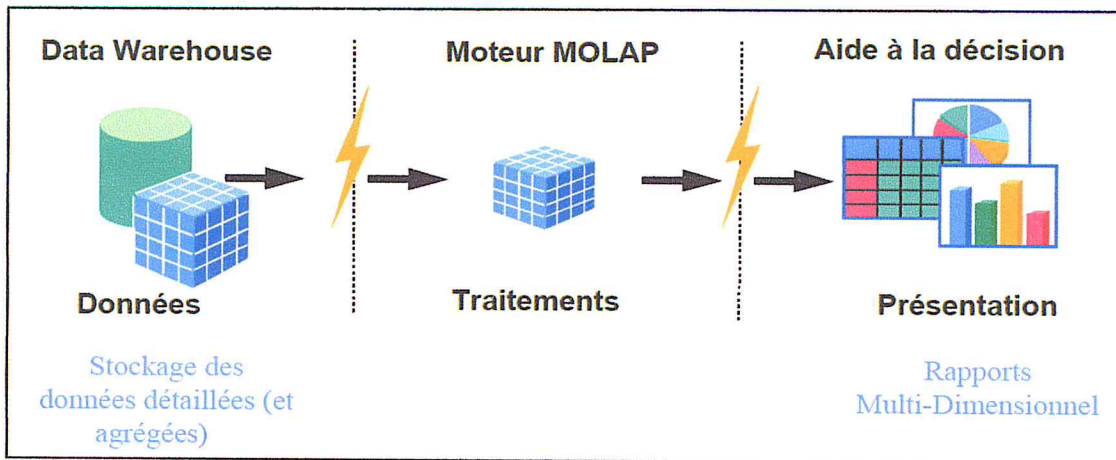 Data Warehouse
Moteur MOLAP
Aide à la décision
Données
Traitements
Présentation
Stockage des
données détaillées (et
agrégées)
Rapports
Multi-Dimensionnel